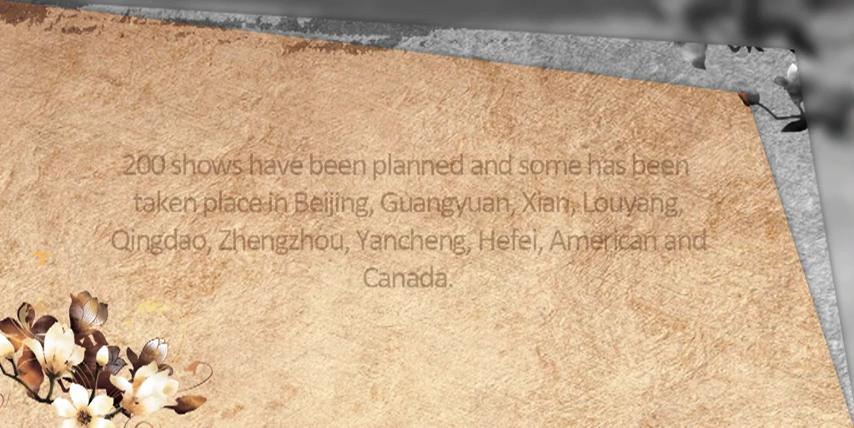 200 shows have been planned and some has been
taken place in Beijing, Guangyuan, Xian, Louyang,
Qingdao, Zhengzhou, Yancheng, Hefei, American and
Canada.